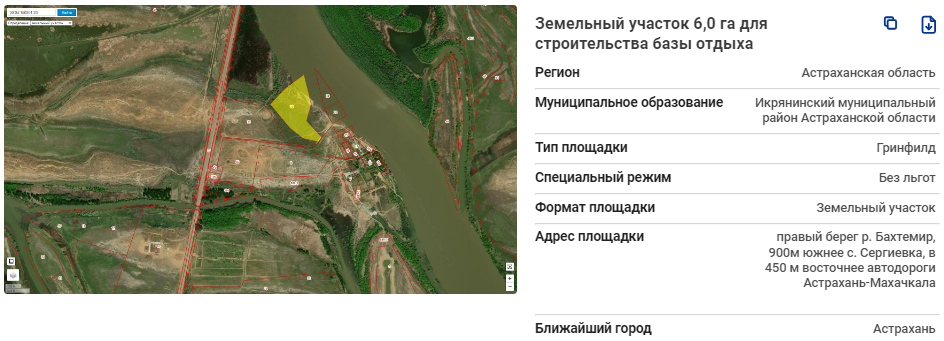 Найти
Земельный участок 6,0 га для
строительства базы отдыха
Регион
Астраханская область
Муниципальное образование
Икрянинский муниципальный
район Астраханской области
Тип площадки
Гринфилд
Специальный режим
Без льгот
Формат площадки
Земельный участок
Адрес площадки
правый берег р. Бахтемир,
900м южнее с. Сергиевка, в
450 м восточнее автодороги
Астрахань-Махачкала
Ближайший город
Астрахань